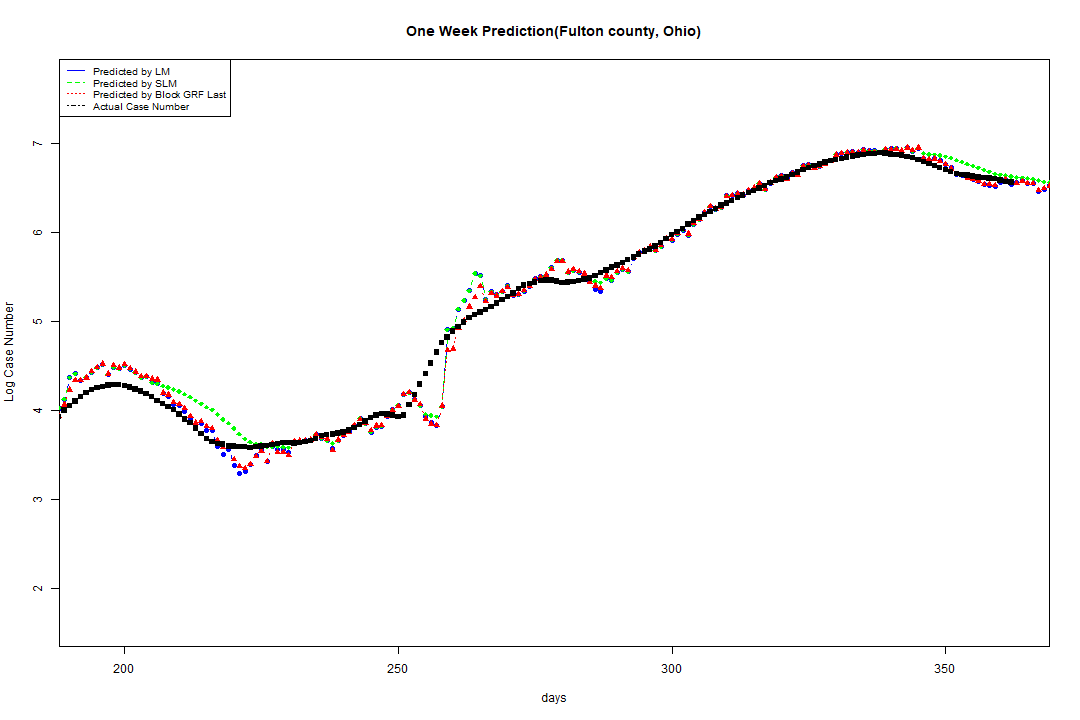 One Week Prediction(Fulton county, Ohio)
Predicted by LM
Predicted by SLM
Predicted by Block GRF Last
Actual Case Number
Log Case Number
7
6
5
4
3
2
200
250
300
350
days